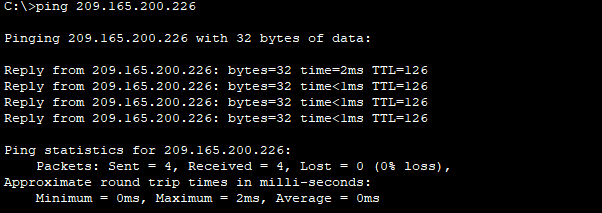 C:\>ping 209.165.200.226
Pinging 209.165.200.226 with 32 bytes of data:
Reply from 209.165.200.226: bytes=32 time=2ms TTL=126
Reply from 209.165.200.226: bytes=32 time<1ms TTL=126
Reply from 209.165.200.226: bytes=32 time<1ms TTL=126
Reply from 209.165.200.226: bytes=32 time<1ms TTL=126
Ping statistics for 209.165.200.226:
    Packets: Sent = 4, Received = 4, Lost = 0 (0% loss),
Approximate round trip times in milli-seconds:
    Minimum = 0ms, Maximum = 2ms, Average = 0ms